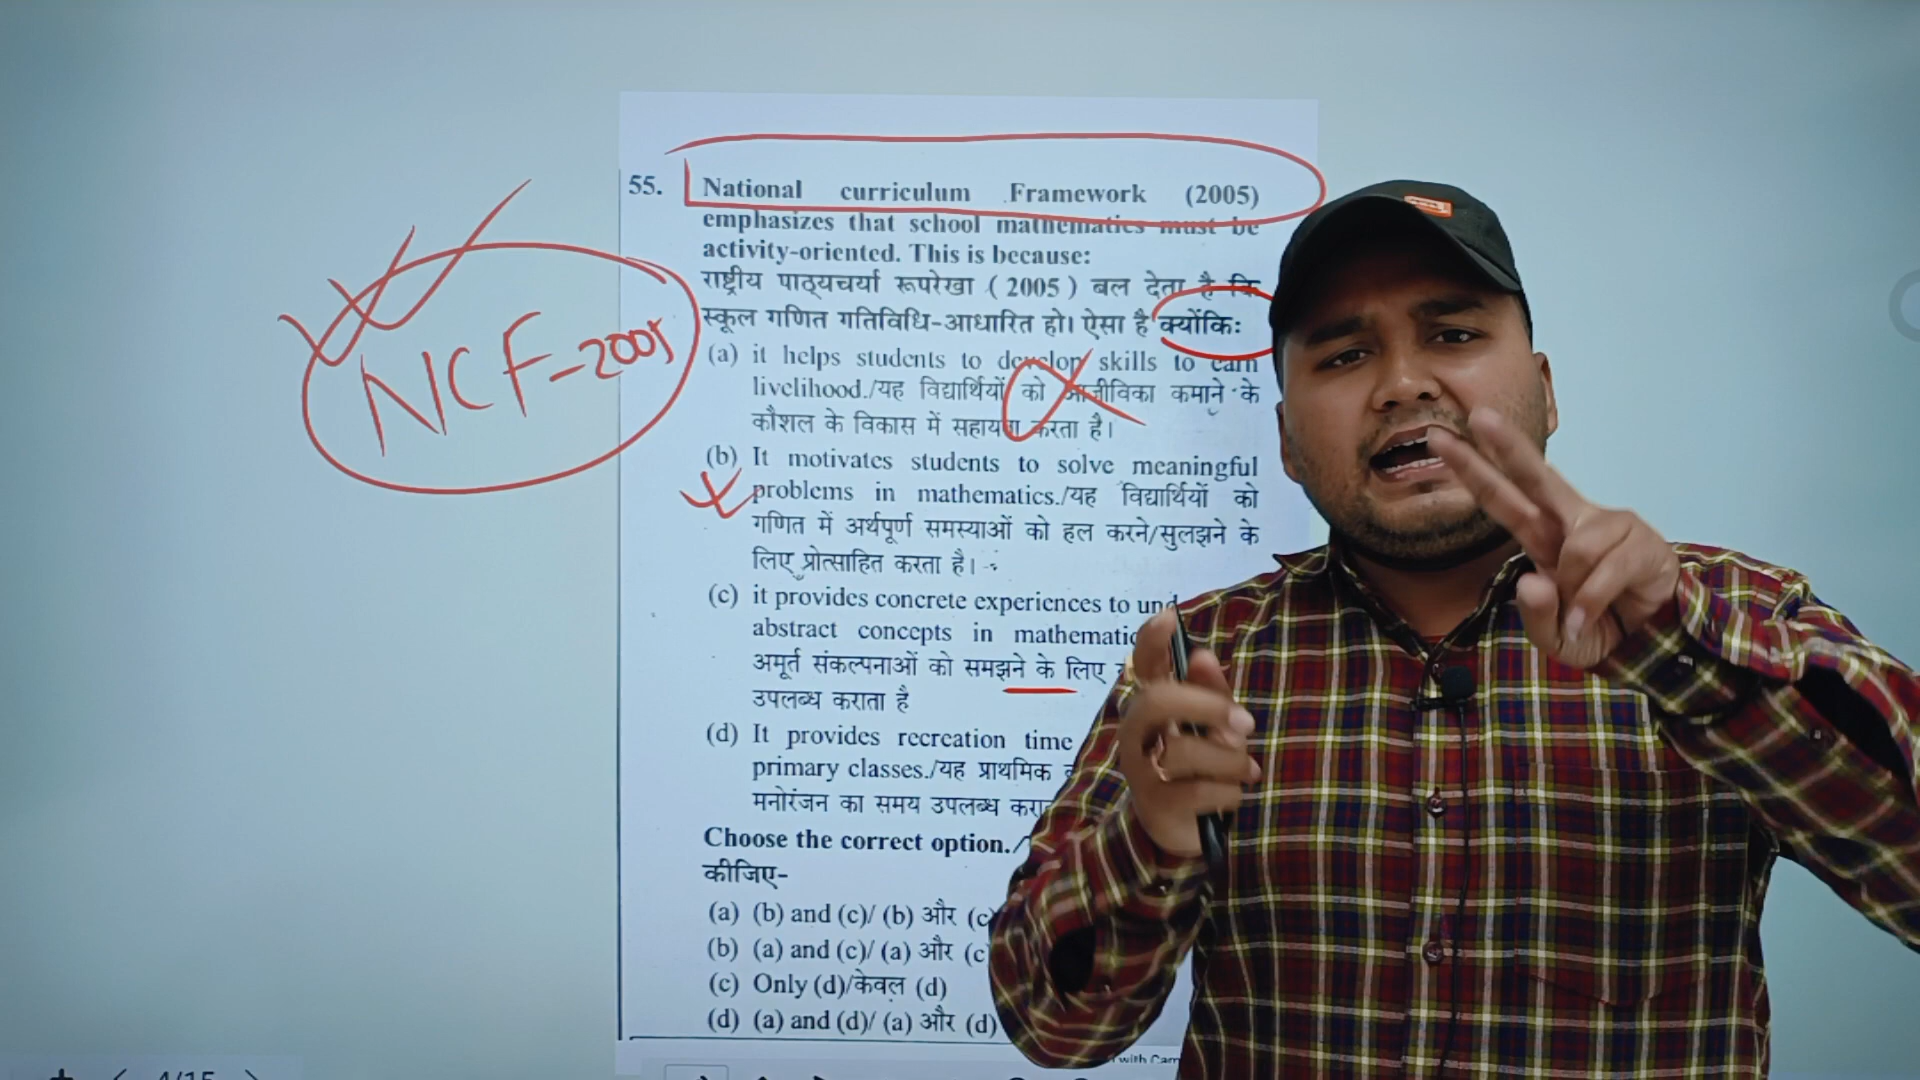 55. National curriculum Framework (2005)
emphasizes that school mathematics must be
activity-oriented. This is because:
राष्ट्रीय पाठ्यचर्या रूपरेखा ( 2005 ) बल देता है कि
स्कूल गणित गतिविधि-आधारित हो। ऐसा है क्योंकिः
(a) it helps students to develop skills to earn
livelihood./यह विद्यार्थियों को आजीविका कमाने के
कौशल के विकास में सहायता करता है।
(b) It motivates students to solve meaningful
problems in mathematics./यह विद्यार्थियों को
गणित में अर्थपूर्ण समस्याओं को हल करने/सुलझने के
लिए प्रोत्साहित करता है।
(c) it provides concrete experiences to
abstract concepts in
अमूर्त संकल्पनाओं को समझने के लिए
उपलब्ध कराता है
(d) It provides recreation time
primary classes./यह प्राथमिक
मनोरंजन का समय उपलब्ध
Choose the correct option./
कीजिए-
(a) (b) and (c)/ (b) और (c)
(b) (a) and (c)/ (a) और (c
(c) Only (d)/केवल (d)
(d) (a) and (d)/ (a) और (d)
NCF-2005
with
4/15